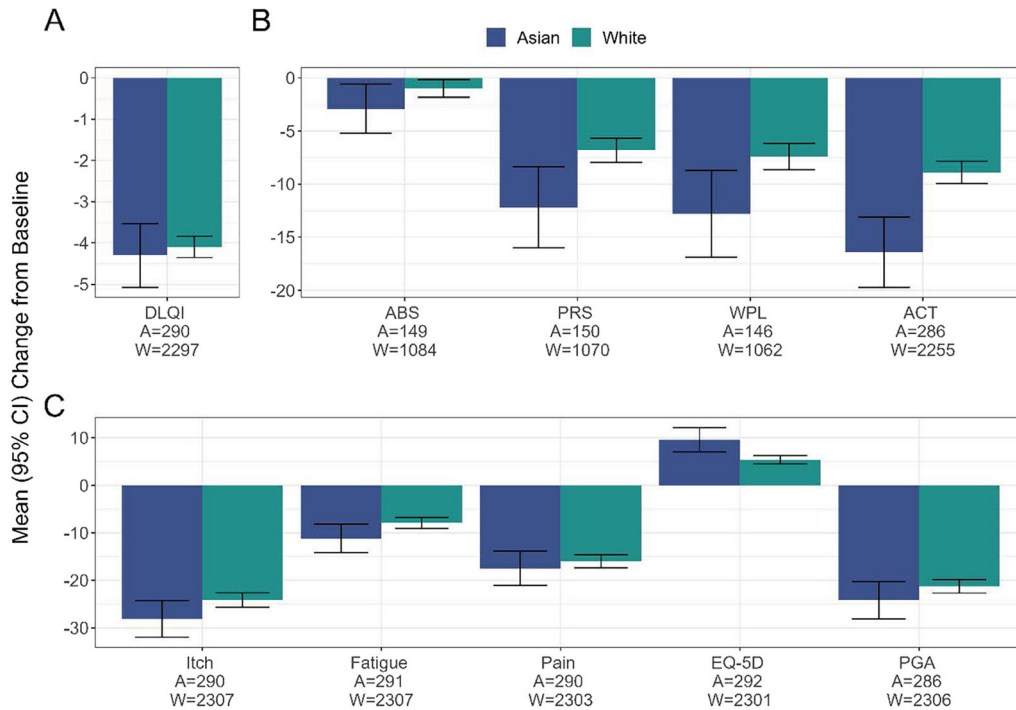 A
B
Asian White
Mean (95% CI) Change from Baseline
0
-1
-2
-3
-4
-5
DLQI
A=290
W=2297
0
-5
-10
-15
-20
ABS PRS WPL ACT
A=149 A=150 A=146 A=286
W=1084 W=1070 W=1062 W=2255
C
10
0
-10
-20
-30
Itch Fatigue Pain EQ-5D PGA
A=290 A=291 A=290 A=292 A=286
W=2307 W=2307 W=2303 W=2301 W=2306